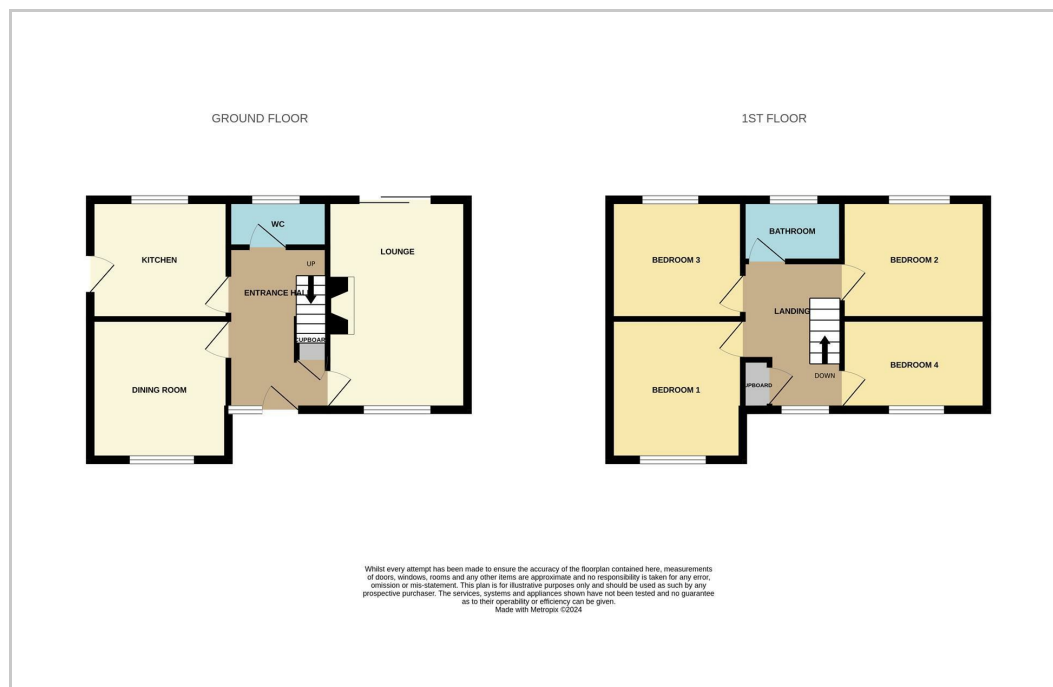 GROUND FLOOR
1ST FLOOR
WC
KITCHEN
LOUNGE
UP
ENTRANCE HALL
CUPBOARD
DINING ROOM
BATHROOM
BEDROOM 3
BEDROOM 2
LANDING
BEDROOM 4
DOWN
BEDROOM 1
UPBOARD
Whilst every attempt has been made to ensure the accuracy of the floorplan contained here, measurements
of doors, windows, rooms and any other items are approximate and no responsibility is taken for any error,
omission or mis-statement. This plan is for illustrative purposes only and should be used as such by any
prospective purchaser. The services, systems and appliances shown have not been tested and no guarantee
as to their operability or efficiency can be given.
Made with Metropix ©2024